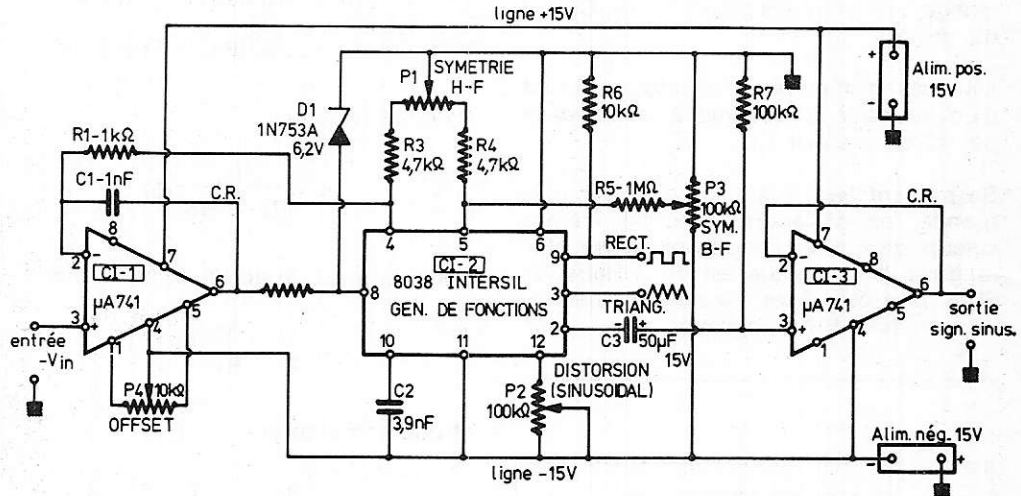 ligne +15V
P1
SYMETRIE
H-F
D1
1N753A
6,2V
R1-1kΩ
C1-1nF
C.R.
R3
4,7kΩ
R4
4,7kΩ
R6
10kΩ
R7
100kΩ
+
-
Alim. pos.
15V
R5-1MΩ
P3
100kΩ
SYM.
B-F
C.R.
8
7
2
-
CI-1
µA741
6
3
+
5
4
11
entrée
-Vin
P4
10kΩ
OFFSET
4
5
6
8
CI-2
8038 INTERSIL
GEN. DE FONCTIONS
9
3
2
10
11
12
RECT.
TRIANG.
- +
C3
50µF
15V
C2
3,9nF
P2
100kΩ
DISTORSION
(SINUSOIDAL)
7
8
2
-
CI-3
µA741
6
3
+
5
4
1
sortie
sign. sinus.
Alim. nég. 15V
- +
ligne -15V